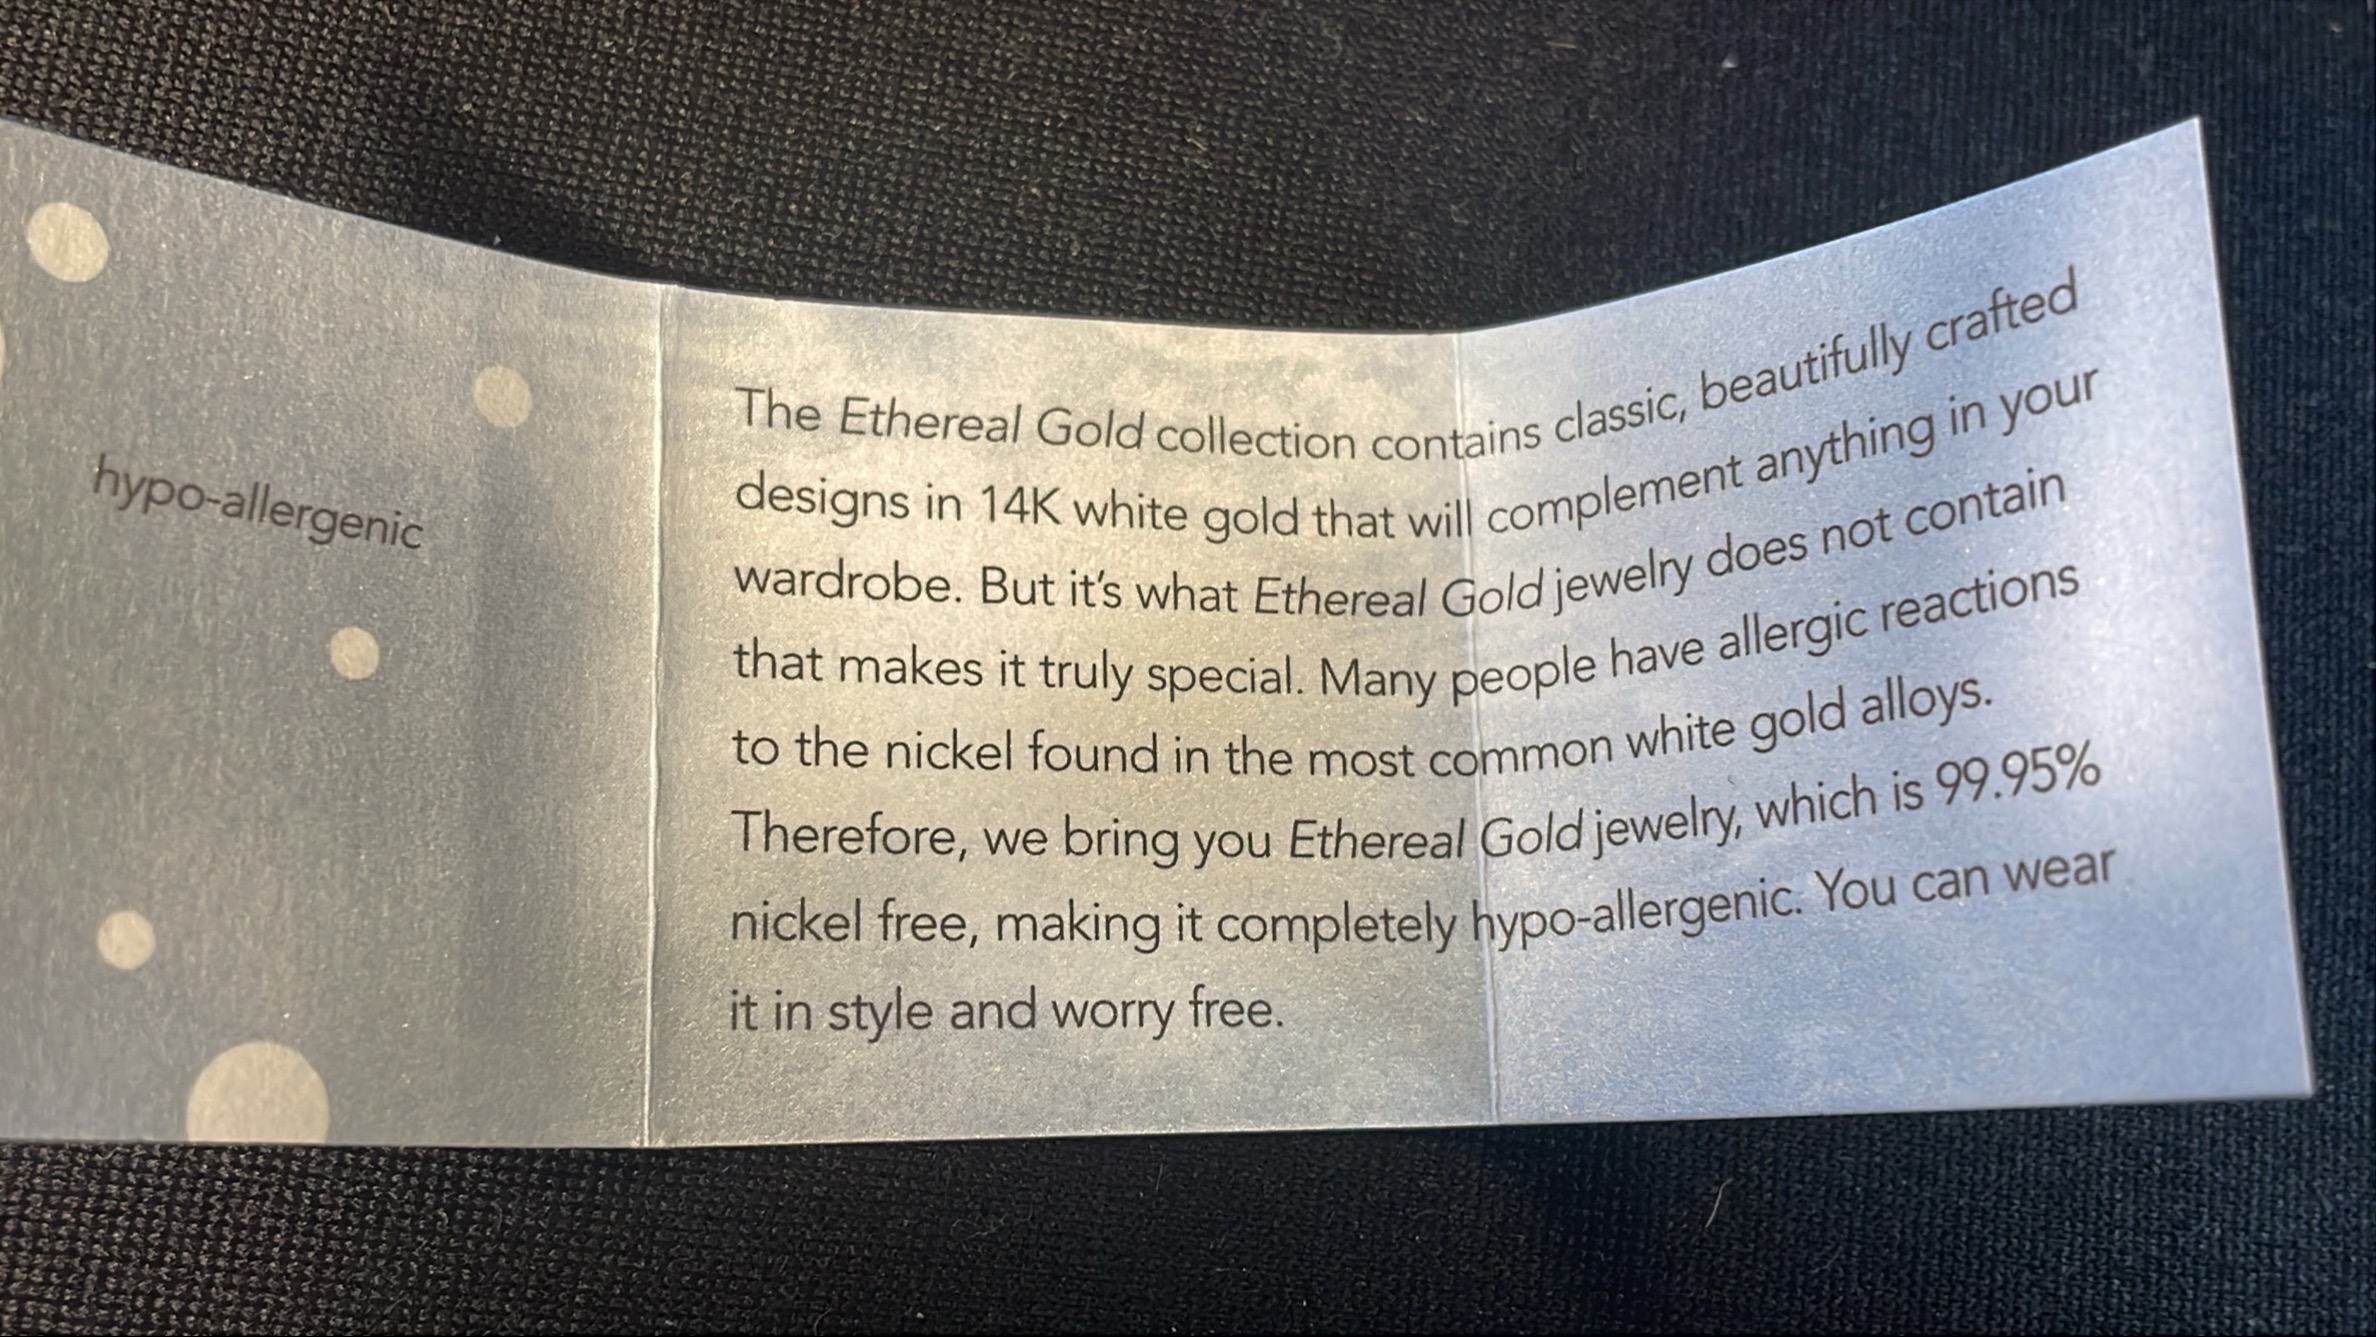 hypo-allergenic
The Ethereal Gold collection contains classic, beautifully crafted
designs in 14K white gold that will complement anything in your
wardrobe. But it's what Ethereal Gold jewelry does not contain
that makes it truly special. Many people have allergic reactions
to the nickel found in the most common white gold alloys.
Therefore, we bring you Ethereal Gold jewelry, which is 99.95%
nickel free, making it completely hypo-allergenic. You can wear
it in style and worry free.